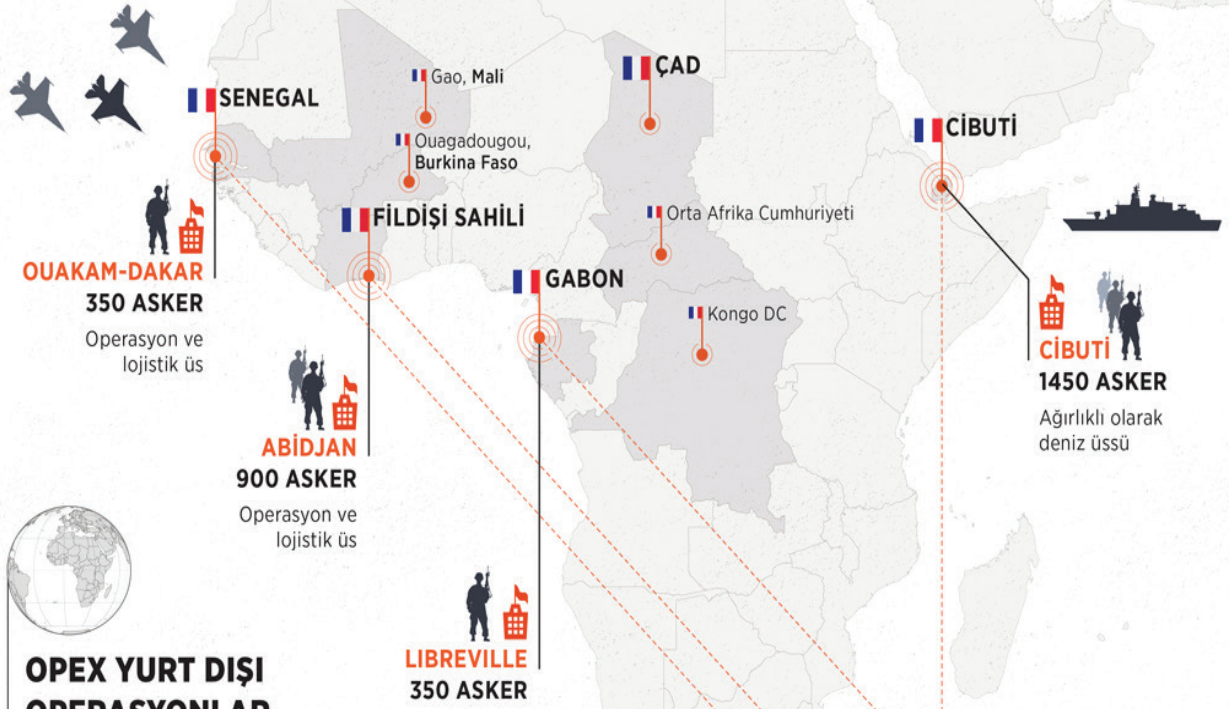 SENEGAL
Gao, Mali
Ouagadougou,
Burkina Faso
ÇAD
CİBUTİ
FİLDİŞİ SAHİLİ
Orta Afrika Cumhuriyeti
GABON
Kongo DC
OUAKAM-DAKAR
350 ASKER
Operasyon ve
lojistik üs
ABİDJAN
900 ASKER
Operasyon ve
lojistik üs
CİBUTİ
1450 ASKER
Ağırlıklı olarak
deniz üssü
LIBREVILLE
350 ASKER
OPEX YURT DIŞI
OPERASYONLAR